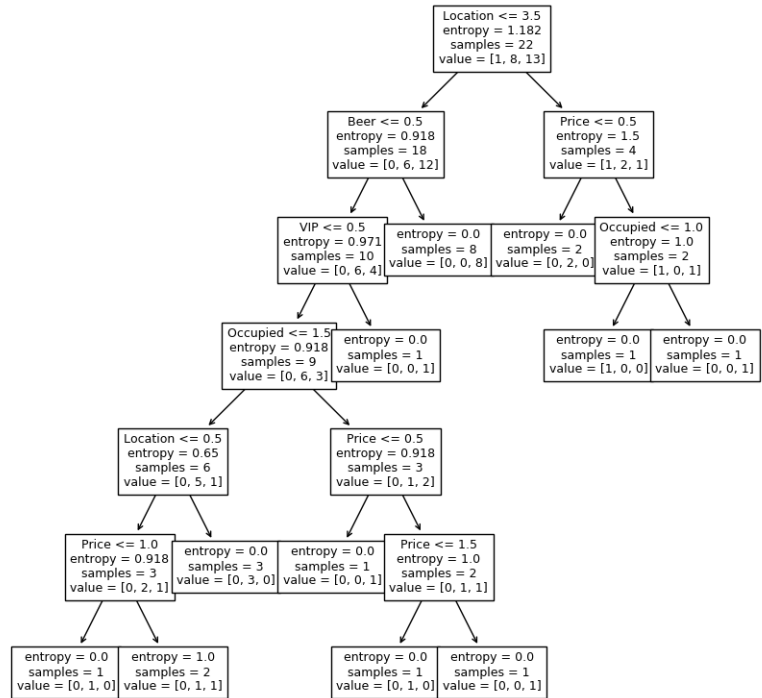 Location <= 3.5
entropy = 1.182
samples = 22
value = [1, 8, 13]
Beer <= 0.5
entropy = 0.918
samples = 18
value = [0, 6, 12]
Price <= 0.5
entropy = 1.5
samples = 4
value = [1, 2, 1]
VIP <= 0.5
entropy = 0.971
samples = 10
value = [0, 6, 4]
entropy = 0.0
samples = 8
value = [0, 0, 8]
entropy = 0.0
samples = 2
value = [0, 2, 0]
Occupied <= 1.0
entropy = 1.0
samples = 2
value = [1, 0, 1]
Occupied <= 1.5
entropy = 0.918
samples = 9
value = [0, 6, 3]
entropy = 0.0
samples = 1
value = [0, 0, 1]
entropy = 0.0
samples = 1
value = [1, 0, 0]
entropy = 0.0
samples = 1
value = [0, 0, 1]
Location <= 0.5
entropy = 0.65
samples = 6
value = [0, 5, 1]
Price <= 0.5
entropy = 0.918
samples = 3
value = [0, 1, 2]
Price <= 1.0
entropy = 0.918
samples = 3
value = [0, 2, 1]
entropy = 0.0
samples = 3
value = [0, 3, 0]
entropy = 0.0
samples = 1
value = [0, 0, 1]
Price <= 1.5
entropy = 1.0
samples = 2
value = [0, 1, 1]
entropy = 0.0
samples = 1
value = [0, 1, 0]
entropy = 1.0
samples = 2
value = [0, 1, 1]
entropy = 0.0
samples = 1
value = [0, 1, 0]
entropy = 0.0
samples = 1
value = [0, 0, 1]